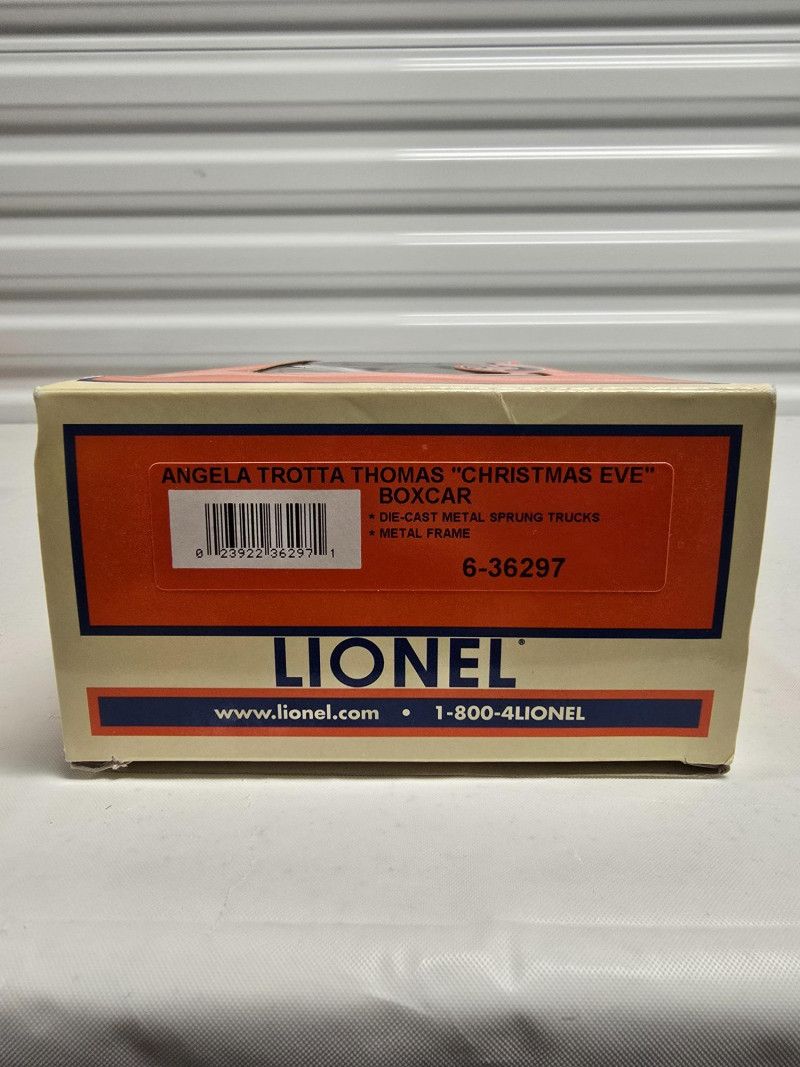 ANGELA TROTTA THOMAS "CHRISTMAS EVE"
BOXCAR
* DIE-CAST METAL SPRUNG TRUCKS
* METAL FRAME
0 23922 36297 1
6-36297
LIONEL®
www.lionel.com • 1-800-4LIONEL